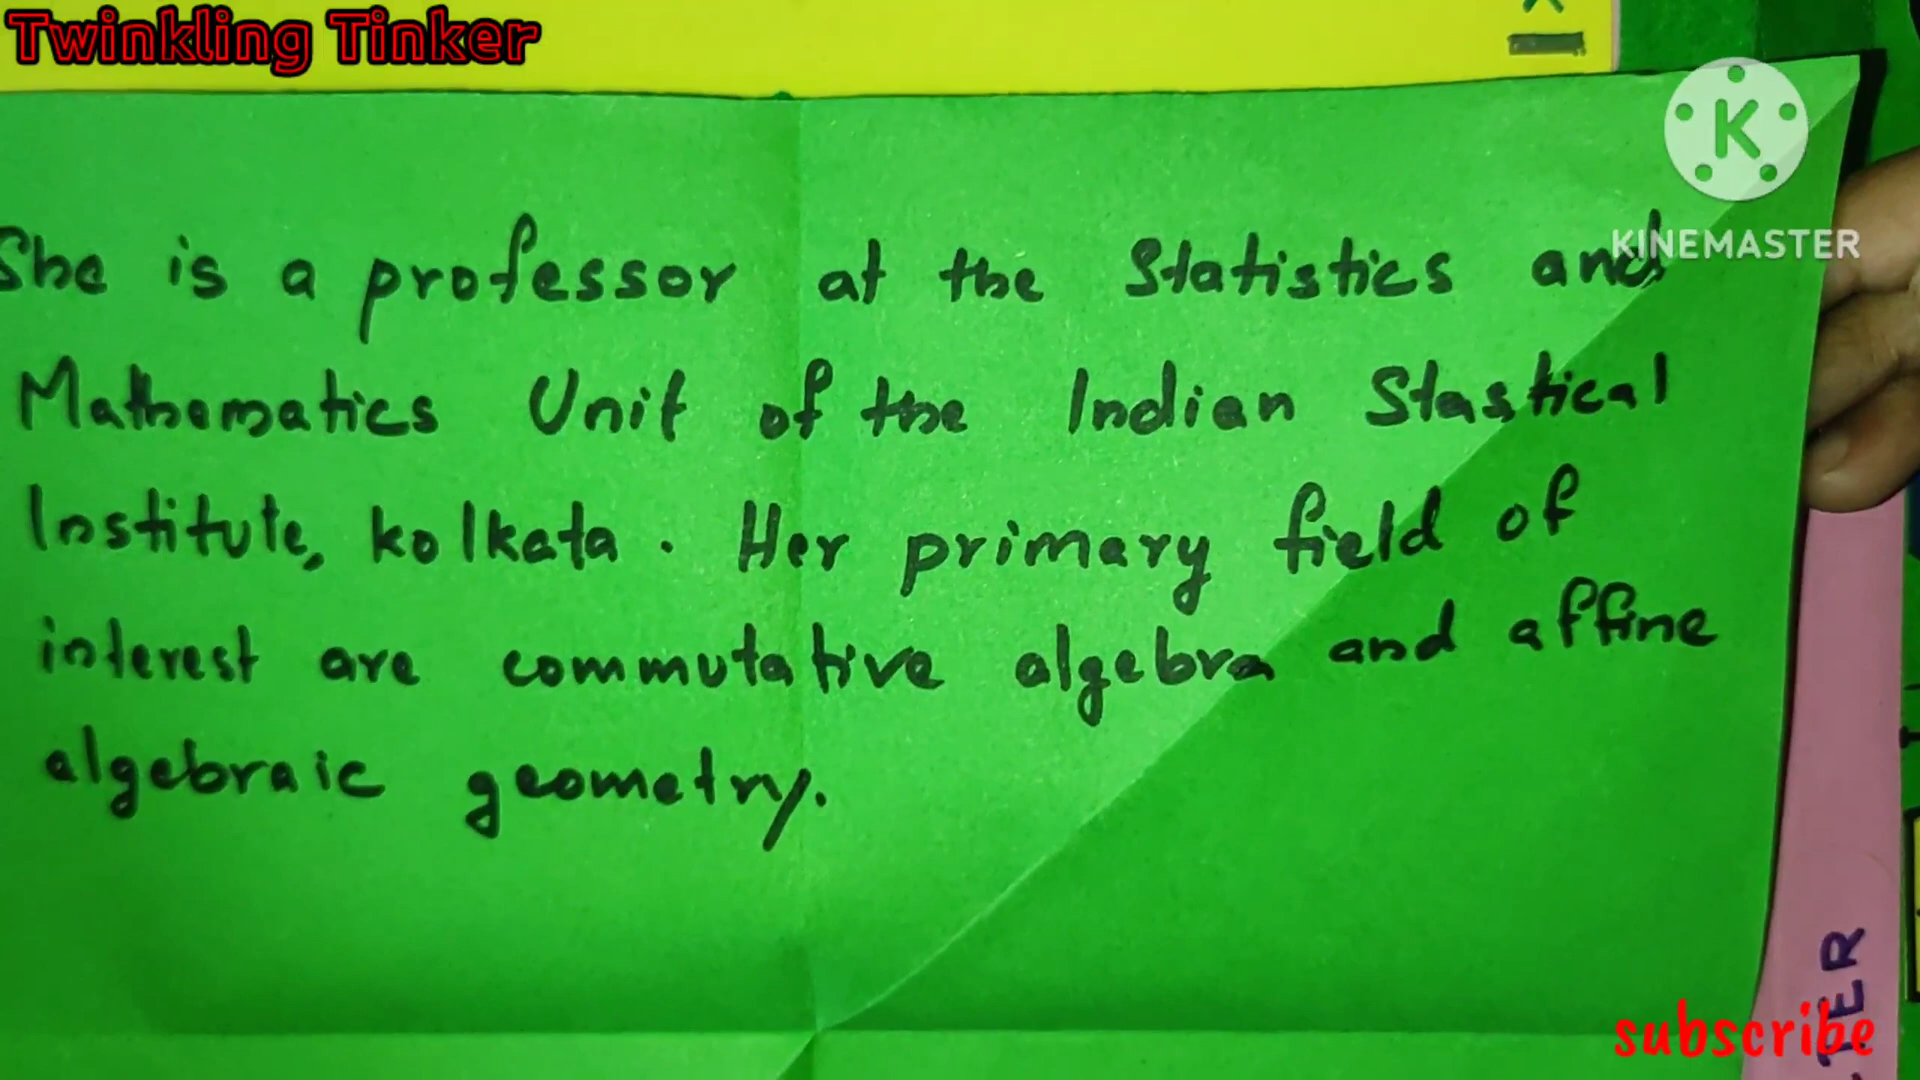 Twinkling Tinker
KINEMASTER
She is a professor at the Statistics and
Mathematics Unit of the Indian Stastical
Institute, kolkata. Her primary field of
interest are commutative algebra and affine
algebraic geometry.
subscribe